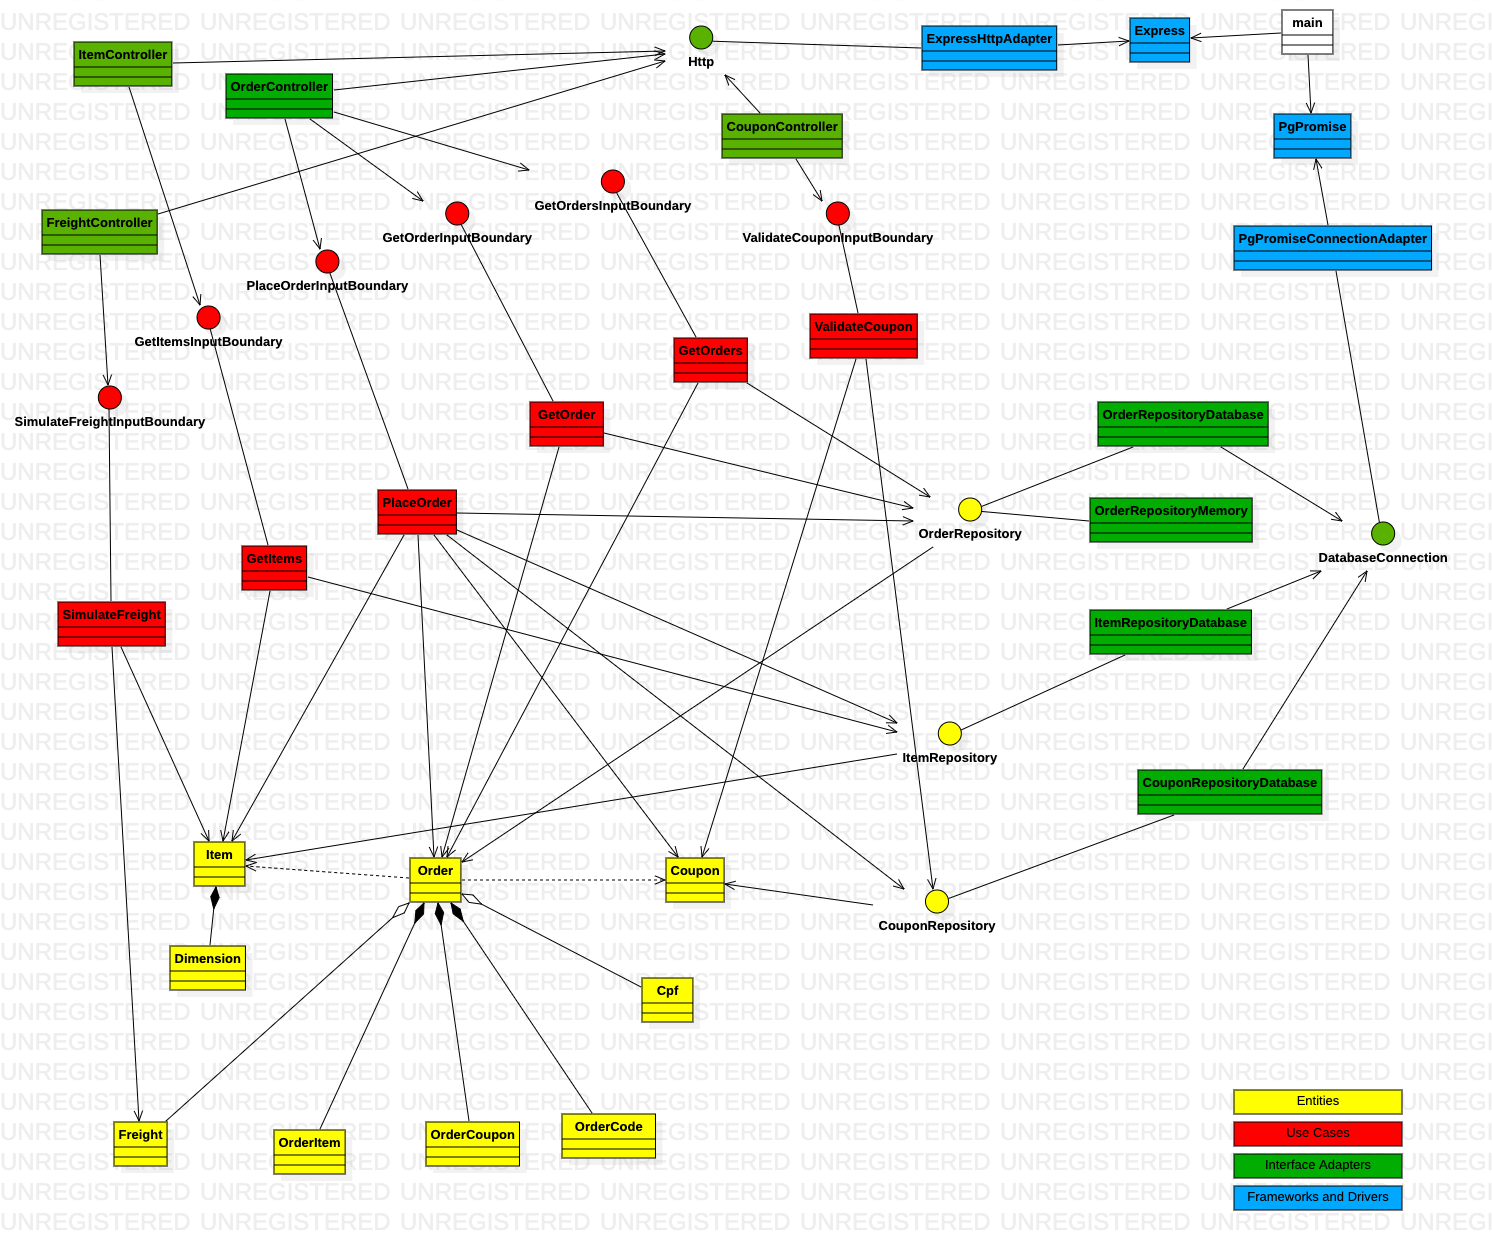 UNREGISTERED
main
Express
ExpressHttpAdapter
ItemController
Http
OrderController
CouponController
PgPromise
GetOrdersInputBoundary
FreightController
GetOrderInputBoundary
ValidateCouponInputBoundary
PgPromiseConnectionAdapter
PlaceOrderInputBoundary
GetItemsInputBoundary
ValidateCoupon
GetOrders
SimulateFreightInputBoundary
GetOrder
OrderRepositoryDatabase
PlaceOrder
OrderRepositoryMemory
OrderRepository
GetItems
DatabaseConnection
SimulateFreight
ItemRepositoryDatabase
ItemRepository
CouponRepositoryDatabase
Item
Order
Coupon
CouponRepository
Dimension
Cpf
Freight
OrderItem
OrderCoupon
OrderCode
Entities
Use Cases
Interface Adapters
Frameworks and Drivers